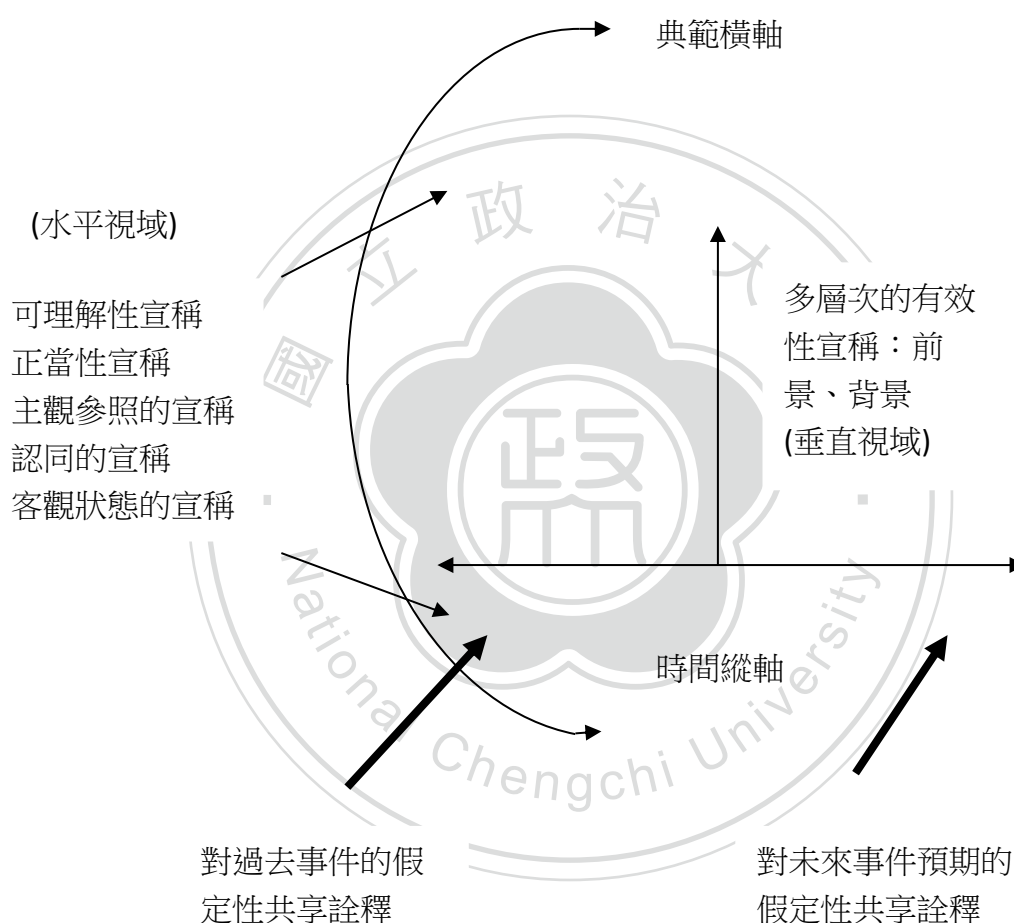 典範橫軸
(水平視域)
可理解性宣稱
正當性宣稱
主觀參照的宣稱
認同的宣稱
客觀狀態的宣稱
多層次的有效
性宣稱：前
景、背景
(垂直視域)
時間縱軸
對過去事件的假
定性共享詮釋
對未來事件預期的
假定性共享詮釋
國立政治大
National Chengchi University